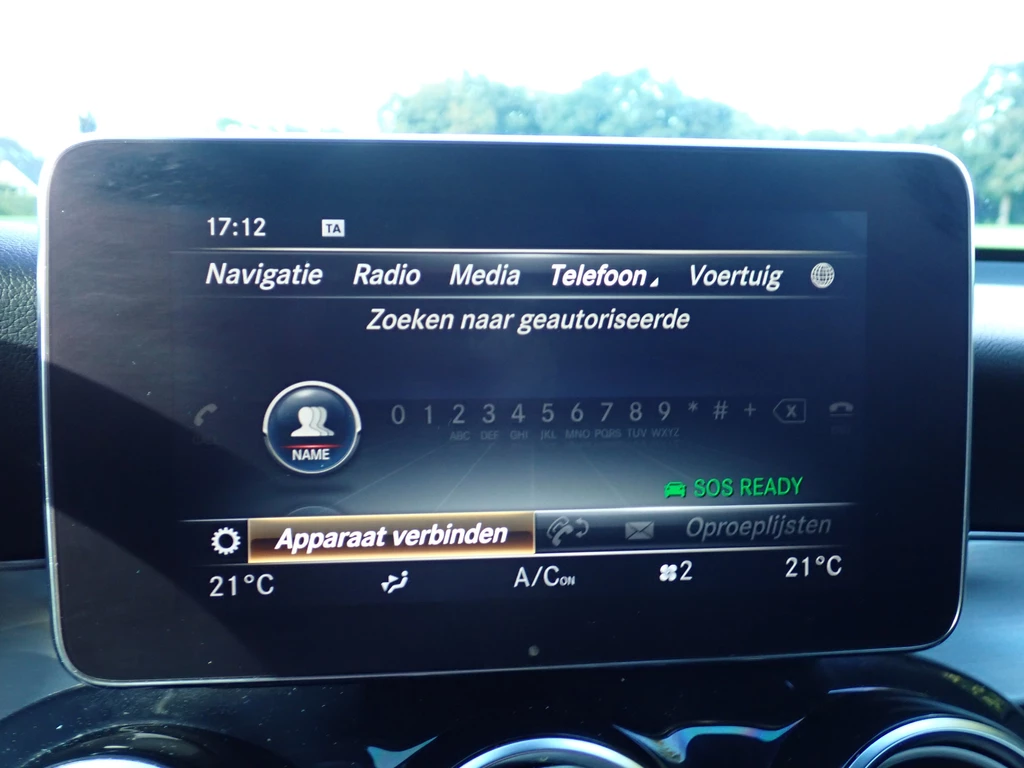 17:12 TA
Navigatie Radio Media Telefoon Voertuig
Zoeken naar geautoriseerde
0 1 2 3 4 5 6 7 8 9 * # +
ABC DEF GHI JKL MNO PQRS TUV WXYZ
NAME
SOS READY
Apparaat verbinden Oproeplijsten
21°C A/C ON 2 21°C